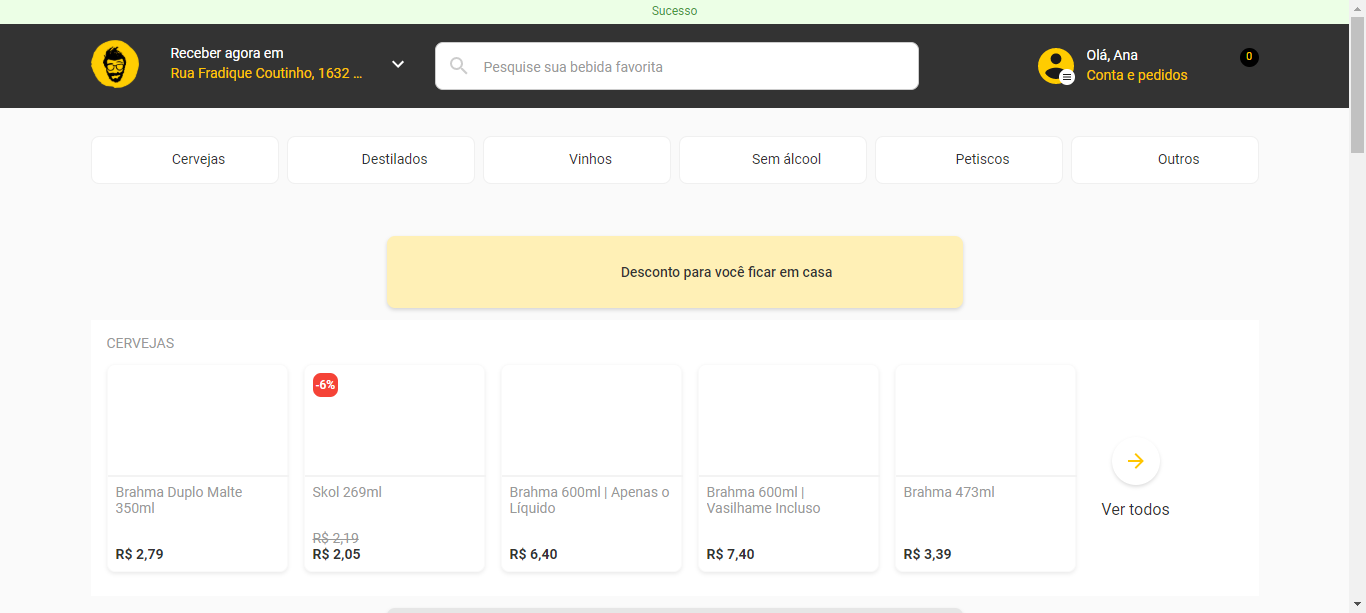 Sucesso
Receber agora em
Rua Fradique Coutinho, 1632 ...
Pesquise sua bebida favorita
Olá, Ana
Conta e pedidos
0
Cervejas
Destilados
Vinhos
Sem álcool
Petiscos
Outros
Desconto para você ficar em casa
CERVEJAS
Brahma Duplo Malte
350ml
R$ 2,79
-6%
Skol 269ml
R$ 2,19
R$ 2,05
Brahma 600ml | Apenas o
Líquido
R$ 6,40
Brahma 600ml |
Vasilhame Incluso
R$ 7,40
Brahma 473ml
R$ 3,39
Ver todos